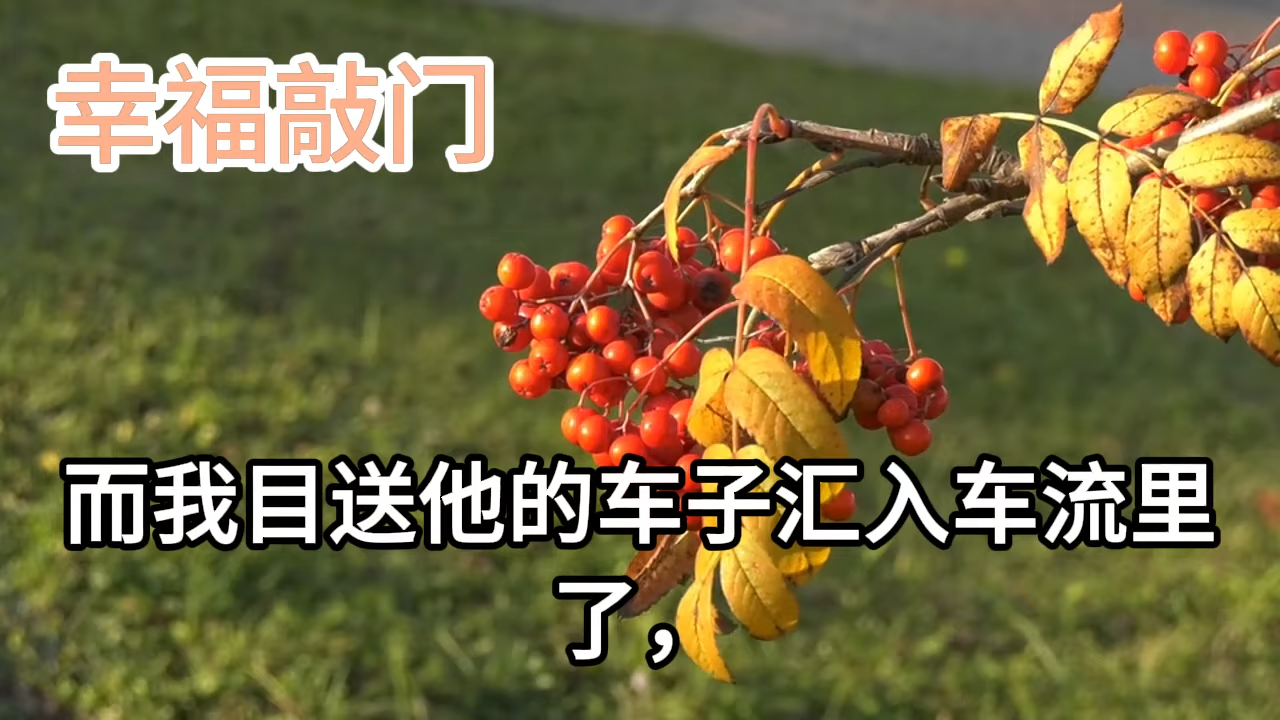 幸福敲门
而我目送他的车子汇入车流里
了，